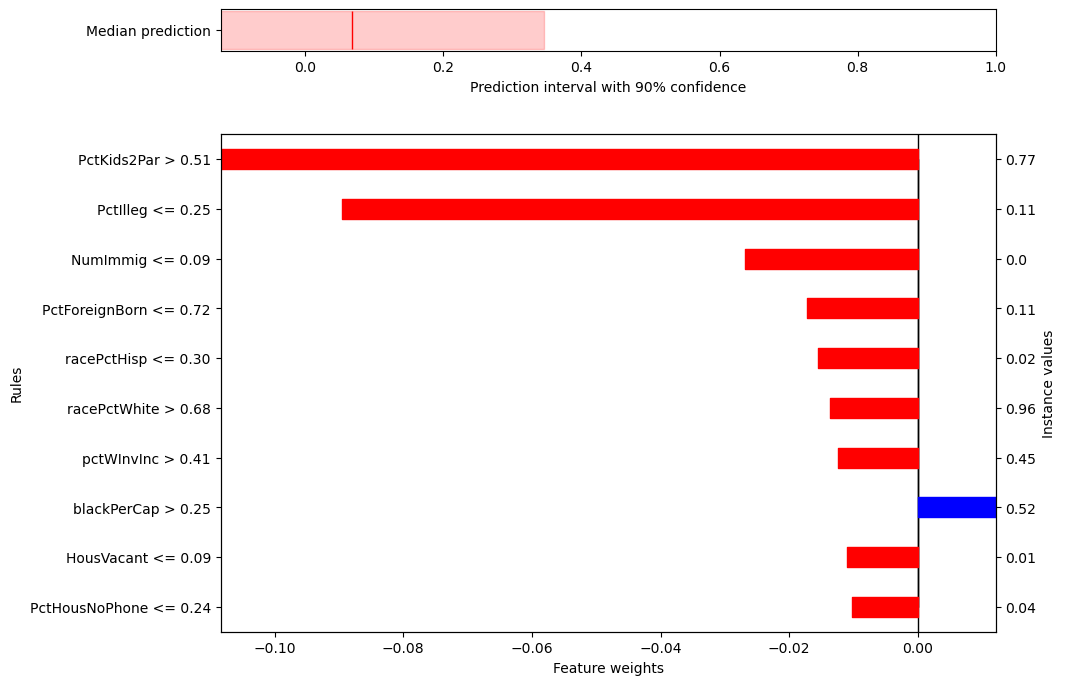 Median prediction
0.0 0.2 0.4 0.6 0.8 1.0
Prediction interval with 90% confidence
PctKids2Par > 0.51 0.77
PctIlleg <= 0.25 0.11
NumImmig <= 0.09 0.0
PctForeignBorn <= 0.72 0.11
racePctHisp <= 0.30 0.02
racePctWhite > 0.68 0.96
pctWInvInc > 0.41 0.45
blackPerCap > 0.25 0.52
HousVacant <= 0.09 0.01
PctHousNoPhone <= 0.24 0.04
Rules
Instance values
−0.10 −0.08 −0.06 −0.04 −0.02 0.00
Feature weights